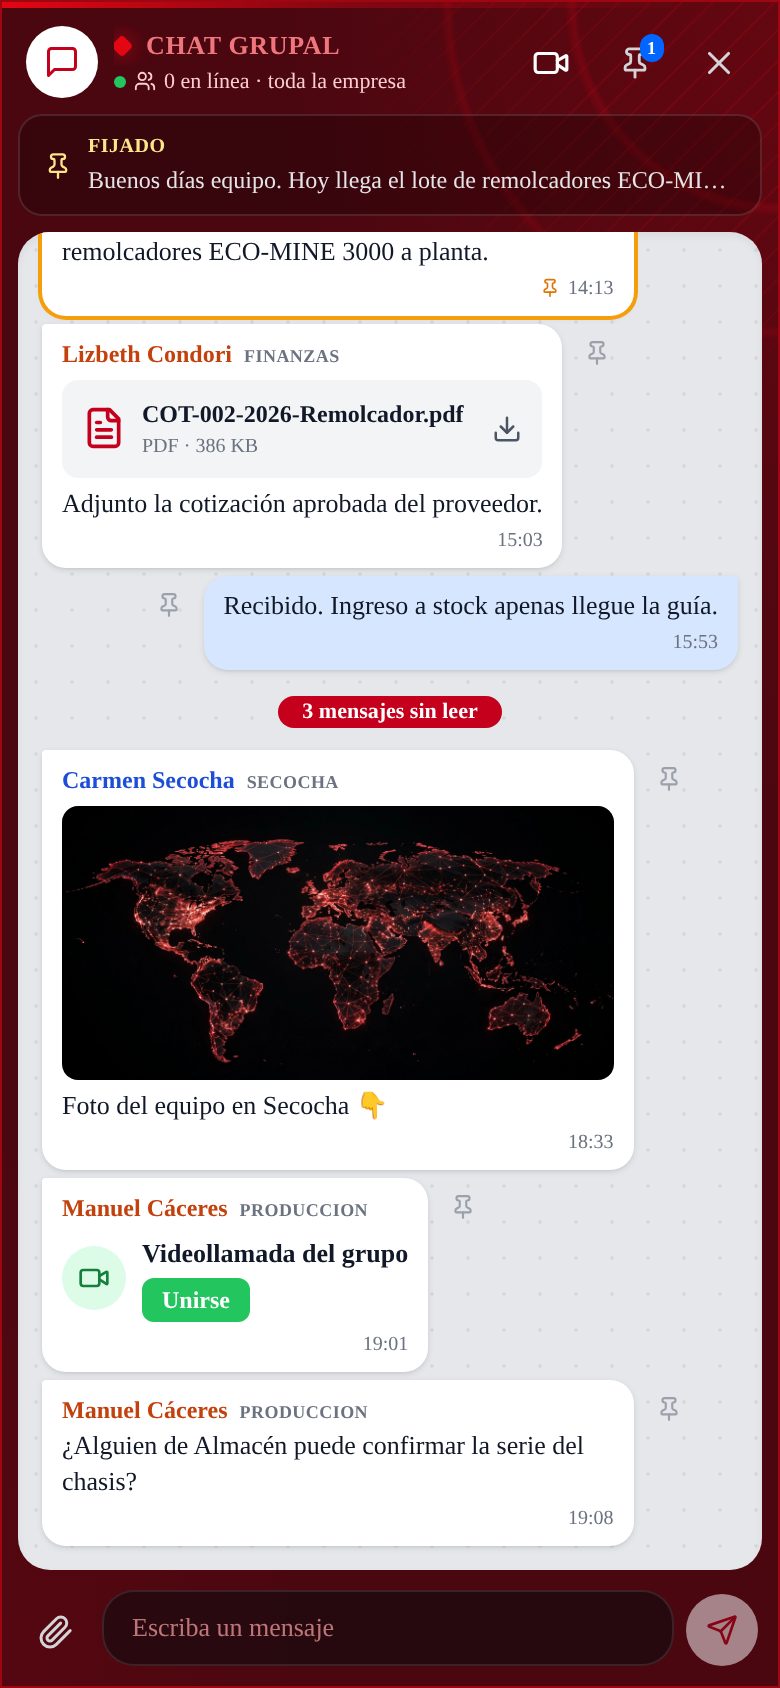 CHAT GRUPAL
0 en línea · toda la empresa
1
FIJADO
Buenos días equipo. Hoy llega el lote de remolcadores ECO-MI…
remolcadores ECO-MINE 3000 a planta.
14:13
Lizbeth Condori FINANZAS
COT-002-2026-Remolcador.pdf
PDF · 386 KB
Adjunto la cotización aprobada del proveedor.
15:03
Recibido. Ingreso a stock apenas llegue la guía.
15:53
3 mensajes sin leer
Carmen Secocha SECOCHA
Foto del equipo en Secocha 👇
18:33
Manuel Cáceres PRODUCCION
Videollamada del grupo
Unirse
19:01
Manuel Cáceres PRODUCCION
¿Alguien de Almacén puede confirmar la serie del
chasis?
19:08
Escriba un mensaje